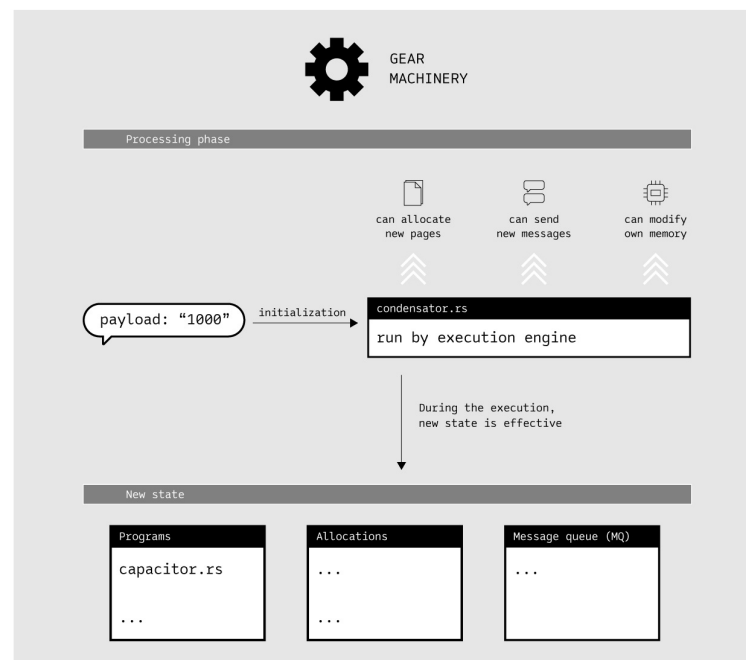 GEAR
MACHINERY
Processing phase
can allocate
new pages
can send
new messages
can modify
own memory
payload: “1000”
initialization
condensator.rs
run by execution engine
During the execution,
new state is effective
New state
Programs
capacitor.rs
...
Allocations
...
...
Message queue (MQ)
...